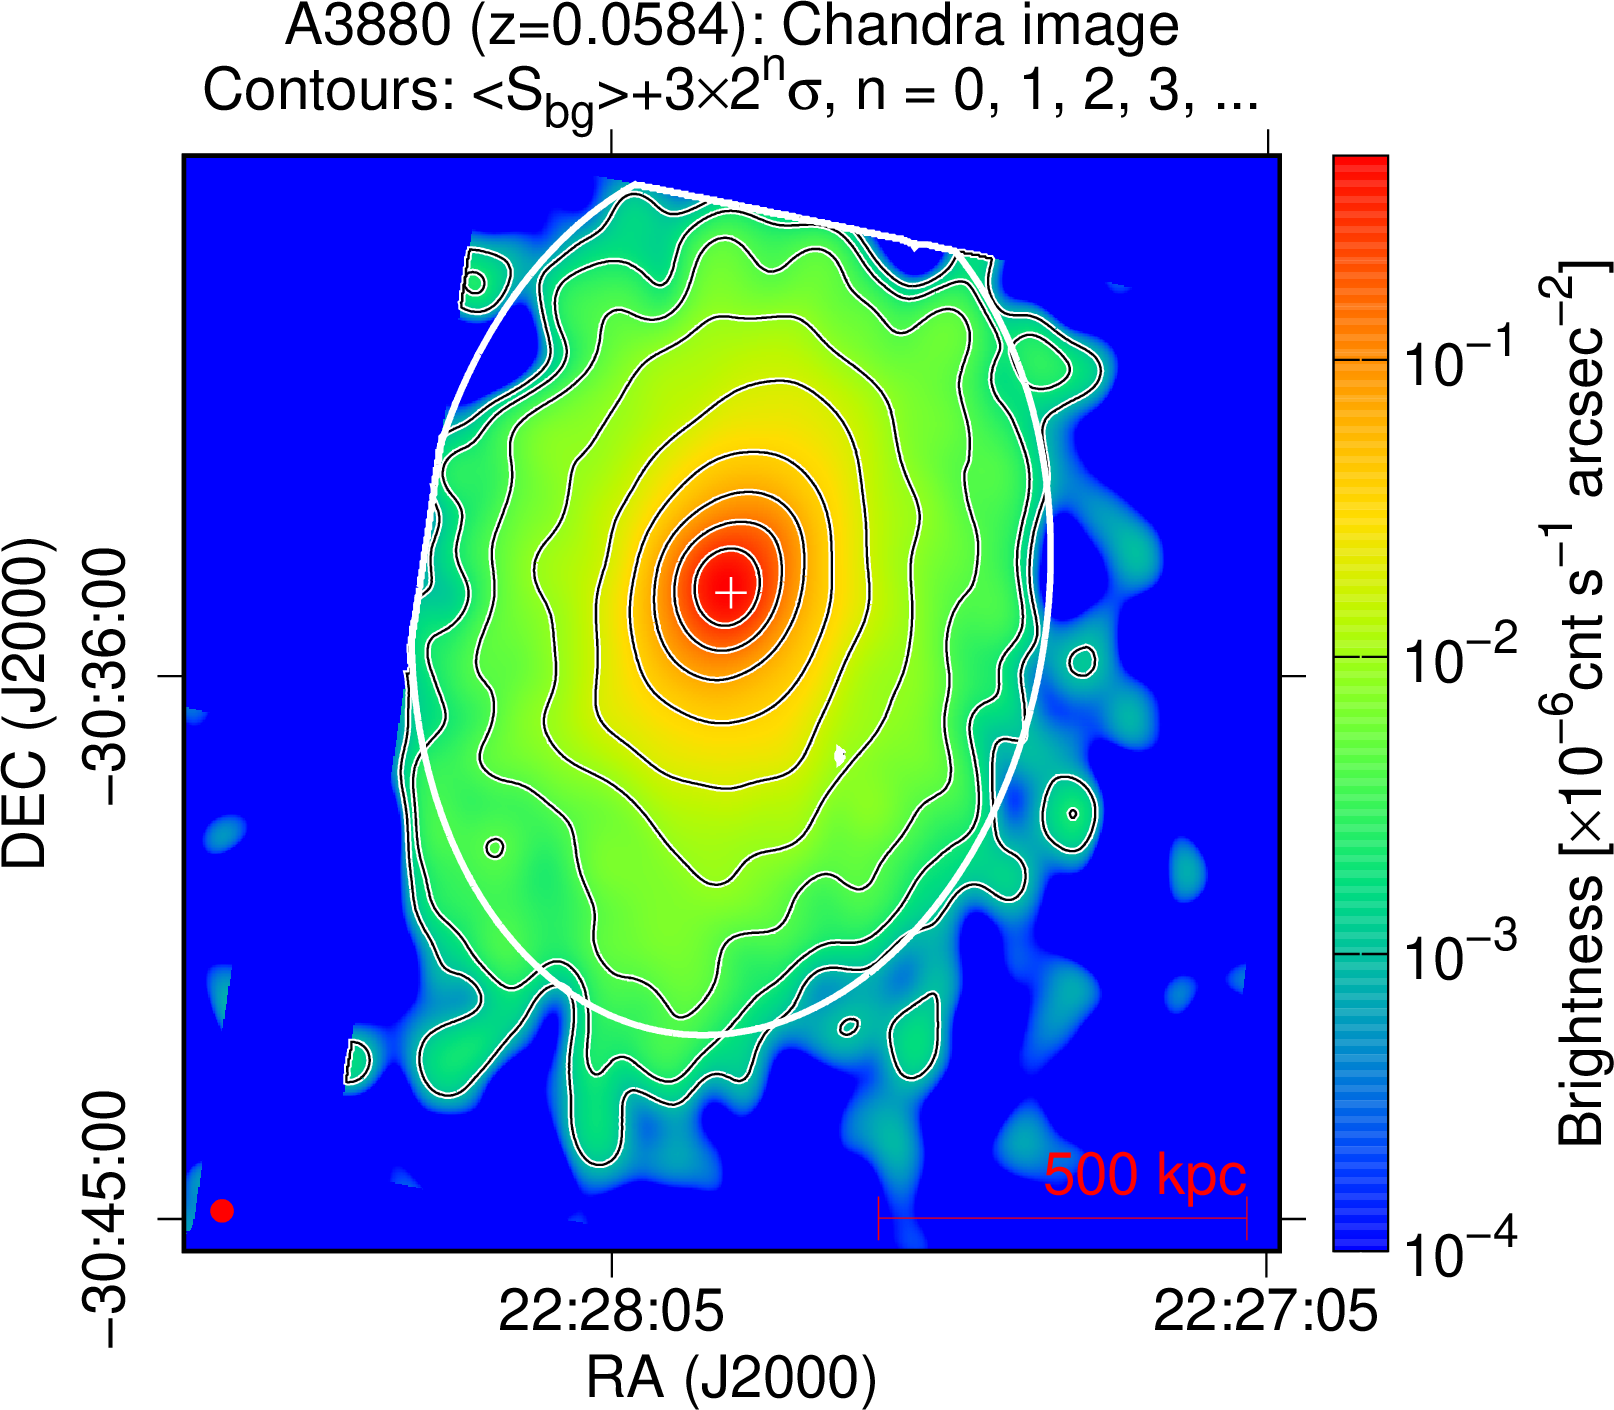 A3880 (z=0.0584): Chandra image
Contours: <S_bg>+3×2^nσ, n = 0, 1, 2, 3, ...
DEC (J2000)
−30:36:00
−30:45:00
500 kpc
22:28:05
22:27:05
RA (J2000)
10^−1
10^−2
10^−3
10^−4
Brightness [×10^−6cnt s^−1 arcsec^−2]